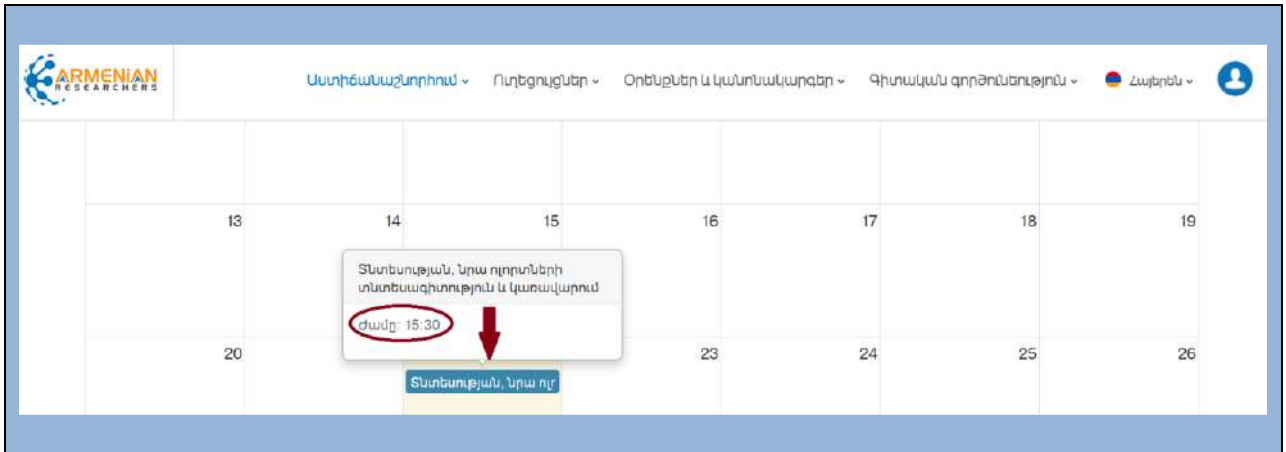 ARMENIAN
RESEARCHERS
Աստիճանաշնորհում Ուղեցույցներ Օրենքներ և կանոնակարգեր Գիտական գործունեություն Հայերեն
13 14 15 16 17 18 19
Տնտեսության, նրա ոլորտների
տնտեսագիտություն և կառավարում
Ժամը: 15:30
20 23 24 25 26
Տնտեսության, նրա ոլր